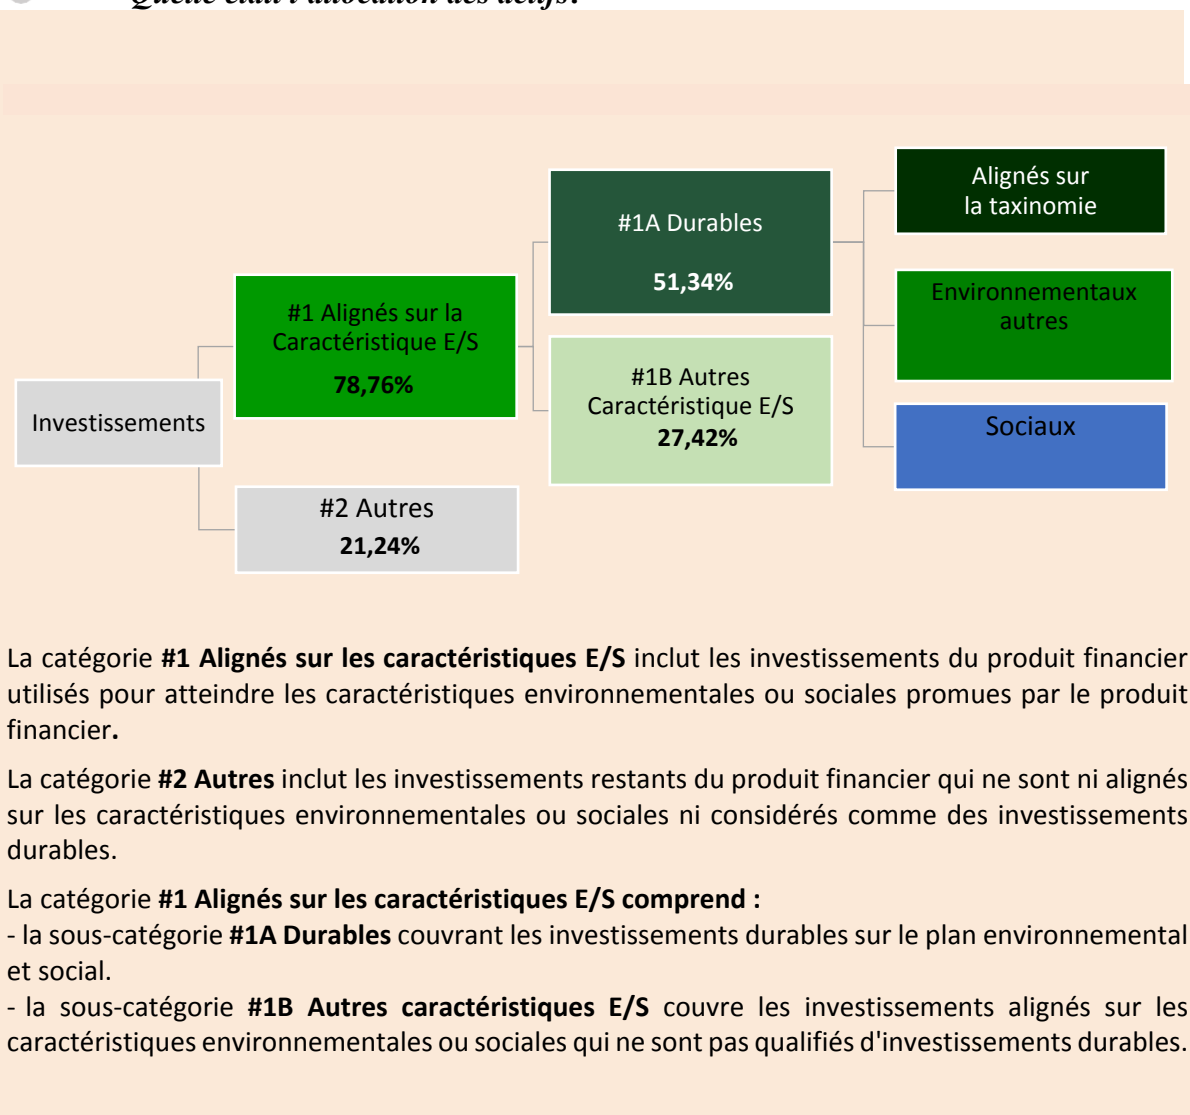 Quelle était l'allocation des actifs?
Alignés sur
la taxinomie
#1A Durables
51,34%
Environnementaux
autres
#1 Alignés sur la
Caractéristique E/S
78,76%
#1B Autres
Caractéristique E/S
27,42%
Investissements
Sociaux
#2 Autres
21,24%
La catégorie #1 Alignés sur les caractéristiques E/S inclut les investissements du produit financier
utilisés pour atteindre les caractéristiques environnementales ou sociales promues par le produit
financier.
La catégorie #2 Autres inclut les investissements restants du produit financier qui ne sont ni alignés
sur les caractéristiques environnementales ou sociales ni considérés comme des investissements
durables.
La catégorie #1 Alignés sur les caractéristiques E/S comprend :
- la sous-catégorie #1A Durables couvrant les investissements durables sur le plan environnemental
et social.
- la sous-catégorie #1B Autres caractéristiques E/S couvre les investissements alignés sur les
caractéristiques environnementales ou sociales qui ne sont pas qualifiés d'investissements durables.